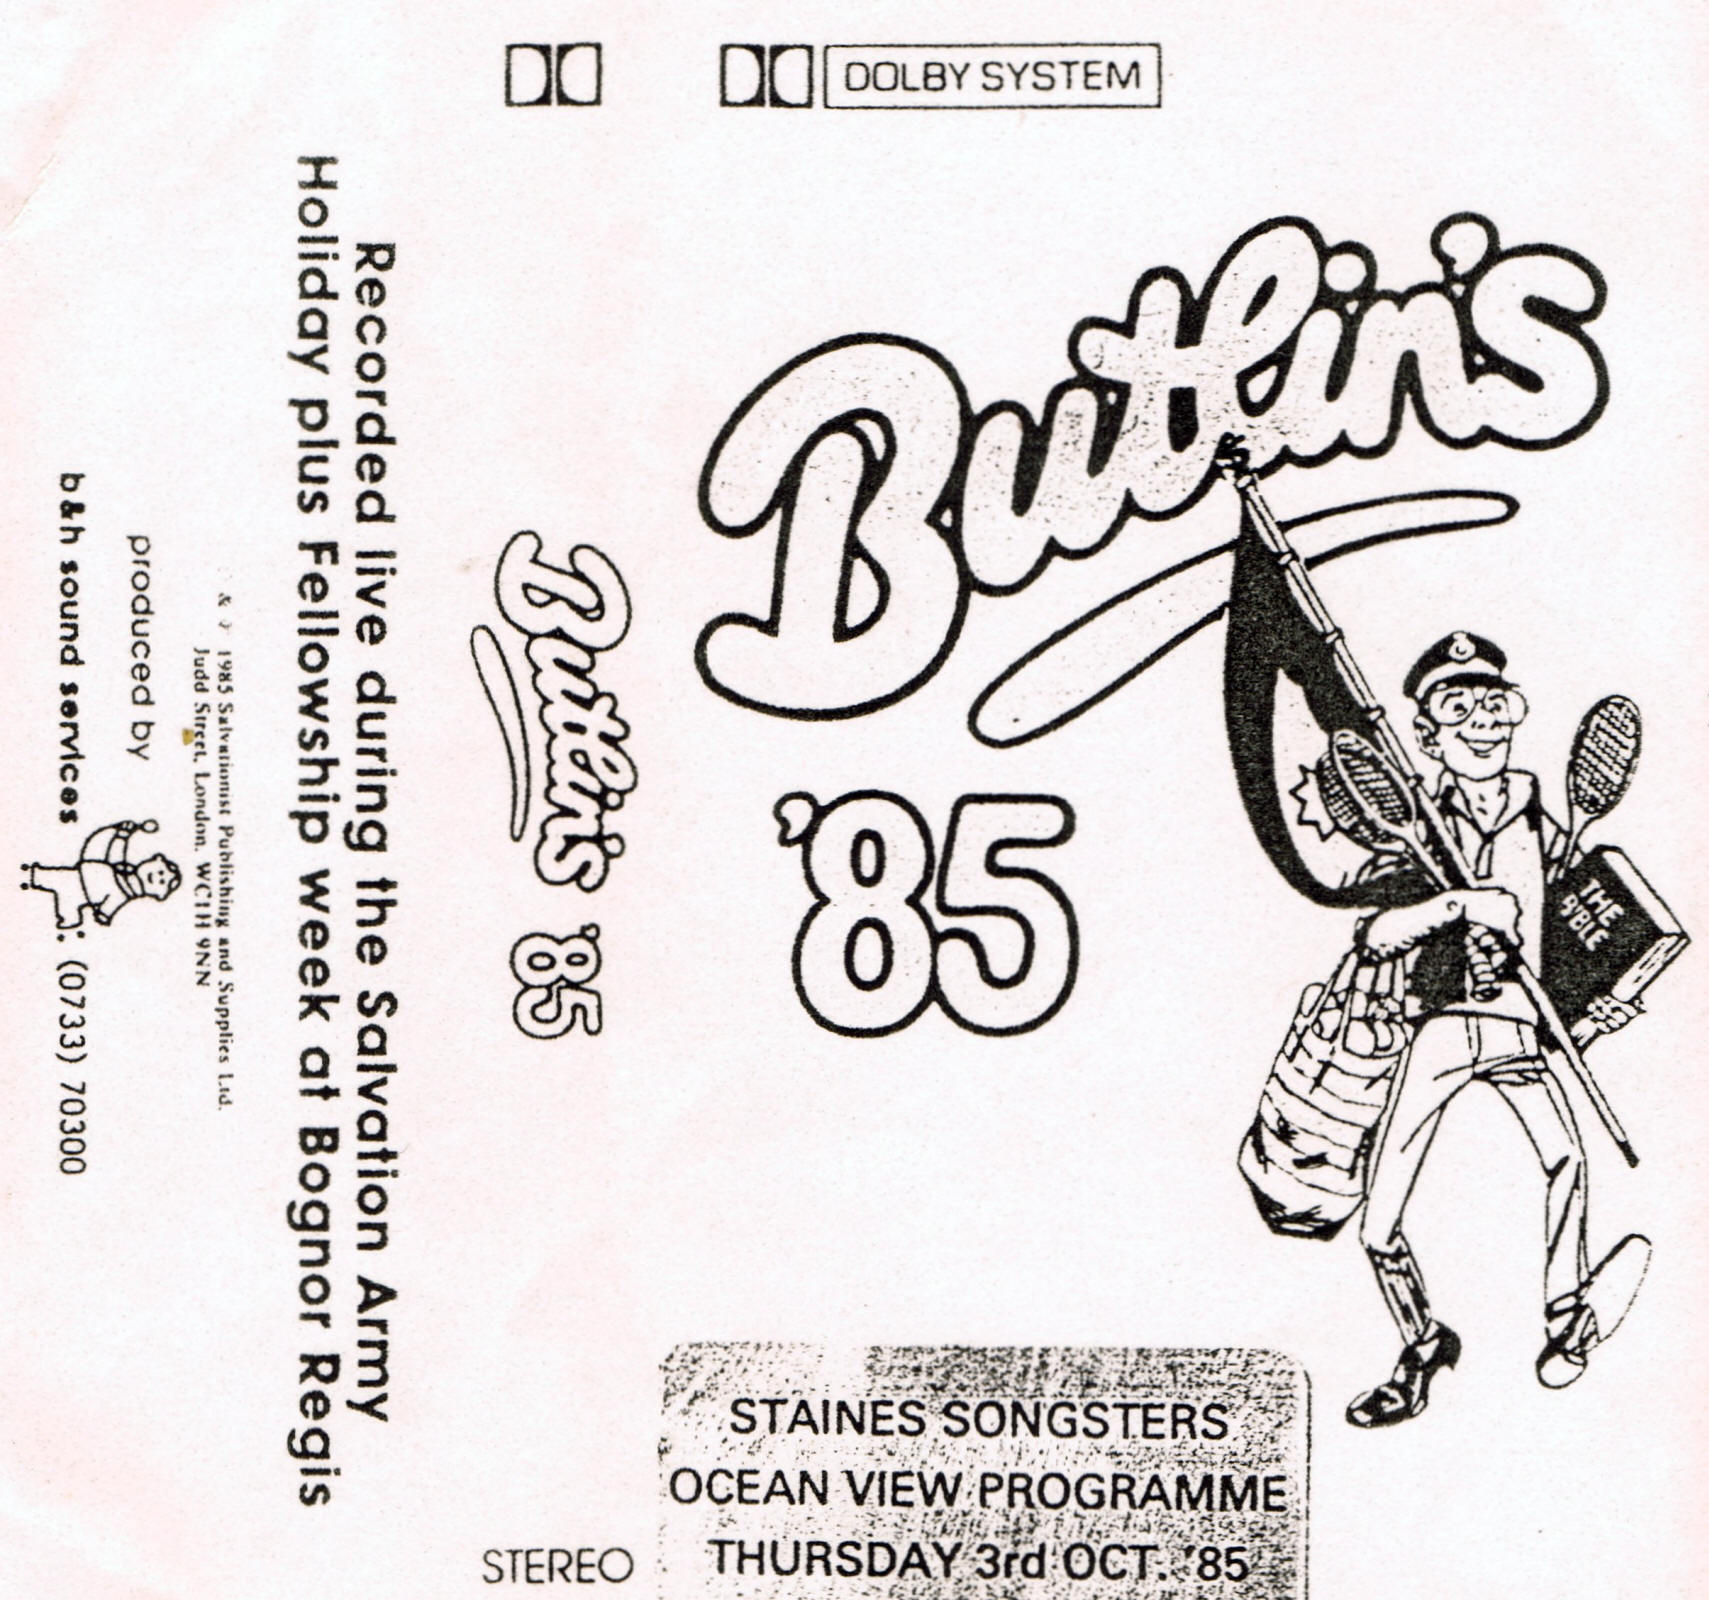 DOLBY SYSTEM
Butlin's
'85
THE
BYBLE
STAINES SONGSTERS
OCEAN VIEW PROGRAMME
THURSDAY 3rd OCT. '85
Butlin's '85
STEREO
Recorded live during the Salvation Army
Holiday plus Fellowship week at Bognor Regis
& 1985 Salvationist Publishing and Supplies Ltd.
Judd Street, London, WC1H 9NN
produced by
b&h sound services : (0733) 70300